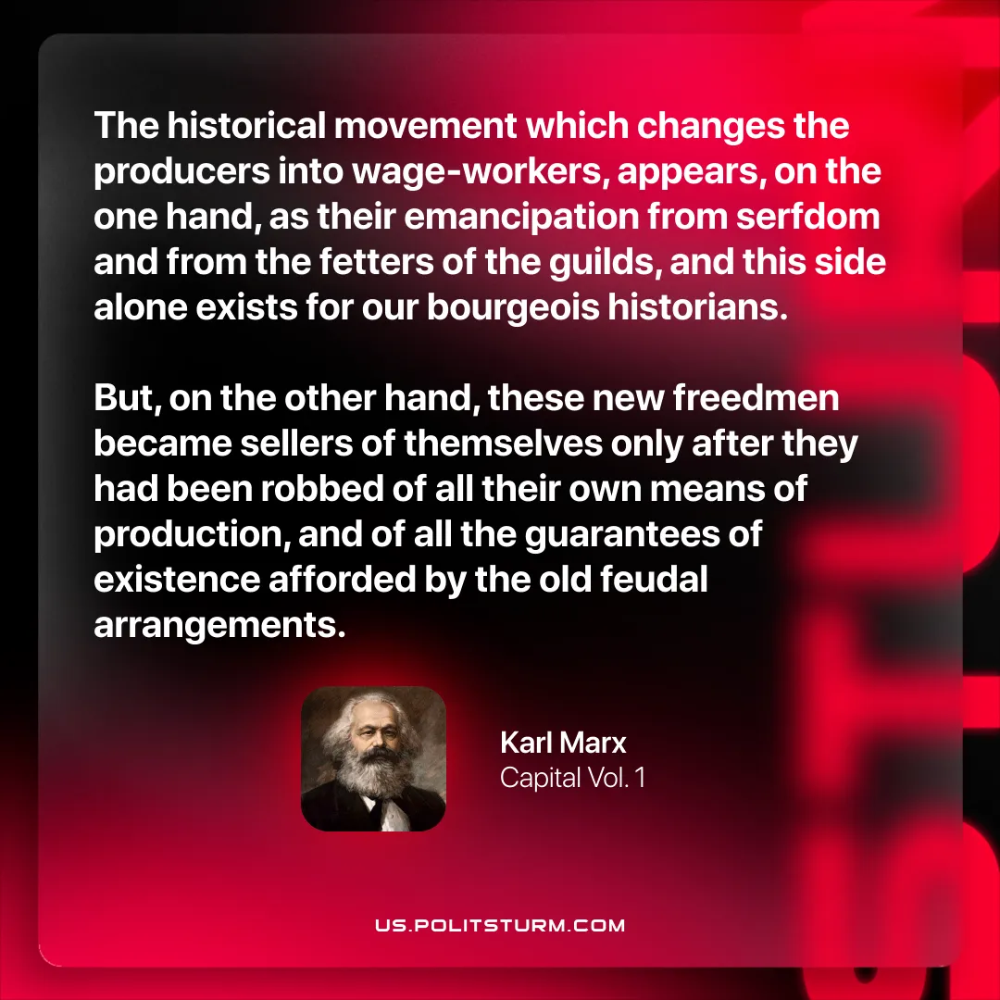 The historical movement which changes the
producers into wage-workers, appears, on the
one hand, as their emancipation from serfdom
and from the fetters of the guilds, and this side
alone exists for our bourgeois historians.
But, on the other hand, these new freedmen
became sellers of themselves only after they
had been robbed of all their own means of
production, and of all the guarantees of
existence afforded by the old feudal
arrangements.
Karl Marx
Capital Vol. 1
US.POLITSTURM.COM